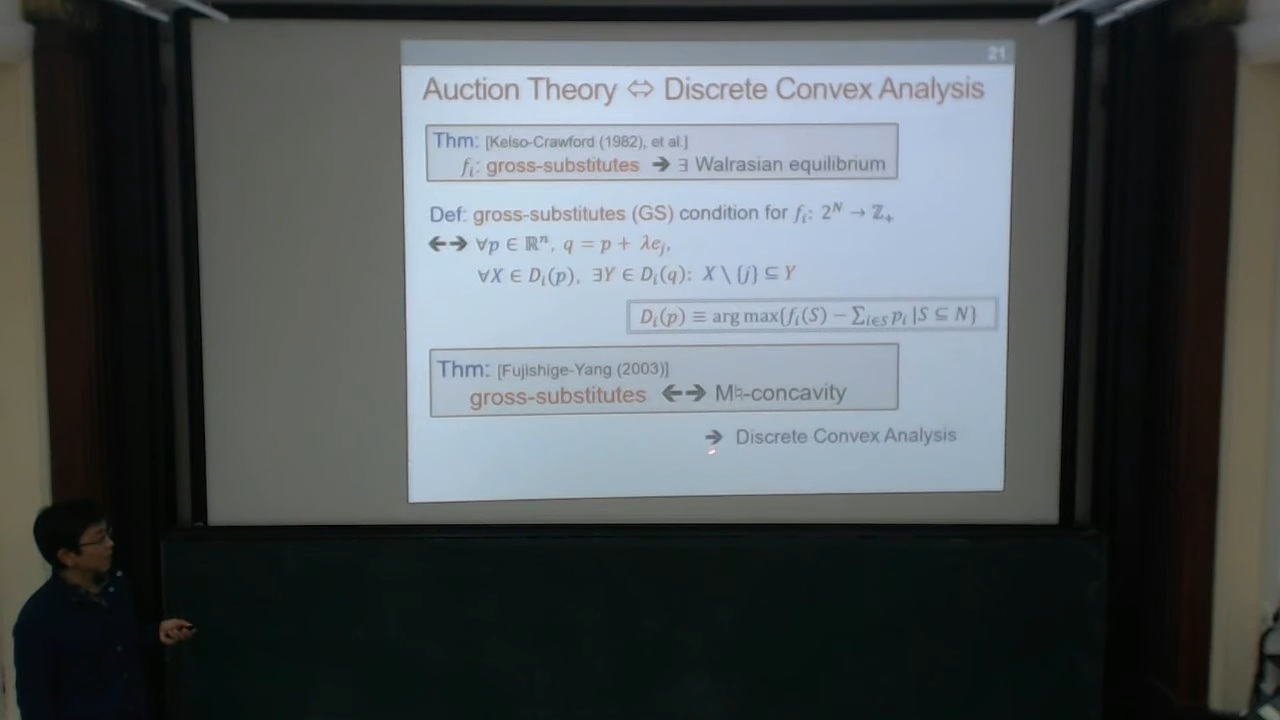 21
Auction Theory ⇔ Discrete Convex Analysis
Thm: [Kelso-Crawford (1982), et al.]
fᵢ: gross-substitutes ➔ ∃ Walrasian equilibrium
Def: gross-substitutes (GS) condition for fᵢ: 2ᴺ → ℤ₊
←→ ∀p ∈ ℝⁿ, q = p + λeⱼ,
∀X ∈ Dᵢ(p), ∃Y ∈ Dᵢ(q): X \ {j} ⊆ Y
Dᵢ(p) ≡ arg max{fᵢ(S) − ∑ᵢ∈S pᵢ |S ⊆ N}
Thm: [Fujishige-Yang (2003)]
gross-substitutes ←→ M♮-concavity
➔ Discrete Convex Analysis